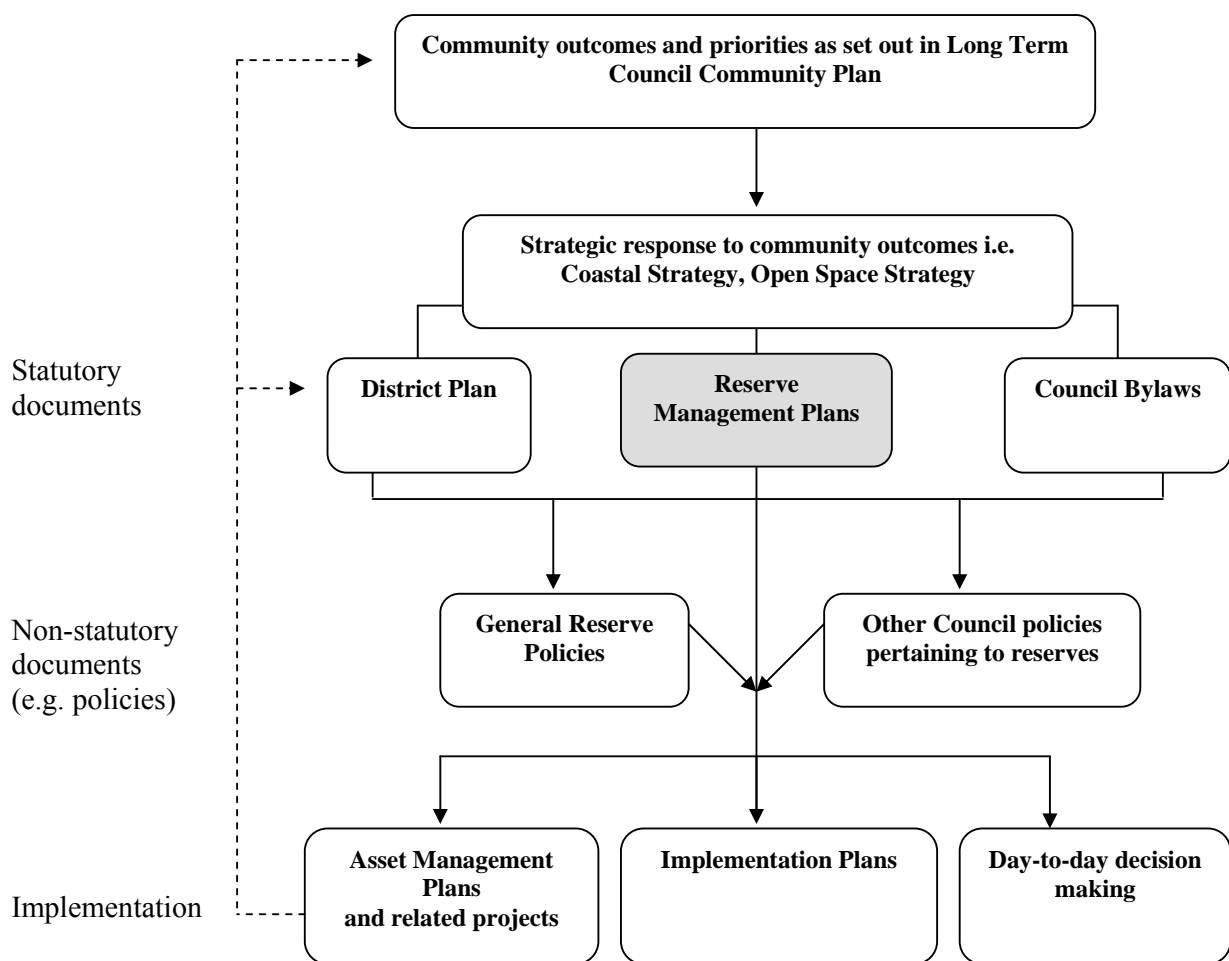 Community outcomes and priorities as set out in Long Term
Council Community Plan
Strategic response to community outcomes i.e.
Coastal Strategy, Open Space Strategy
Statutory
documents
District Plan
Reserve
Management Plans
Council Bylaws
Non-statutory
documents
(e.g. policies)
General Reserve
Policies
Other Council policies
pertaining to reserves
Implementation
Asset Management
Plans
and related projects
Implementation Plans
Day-to-day decision
making